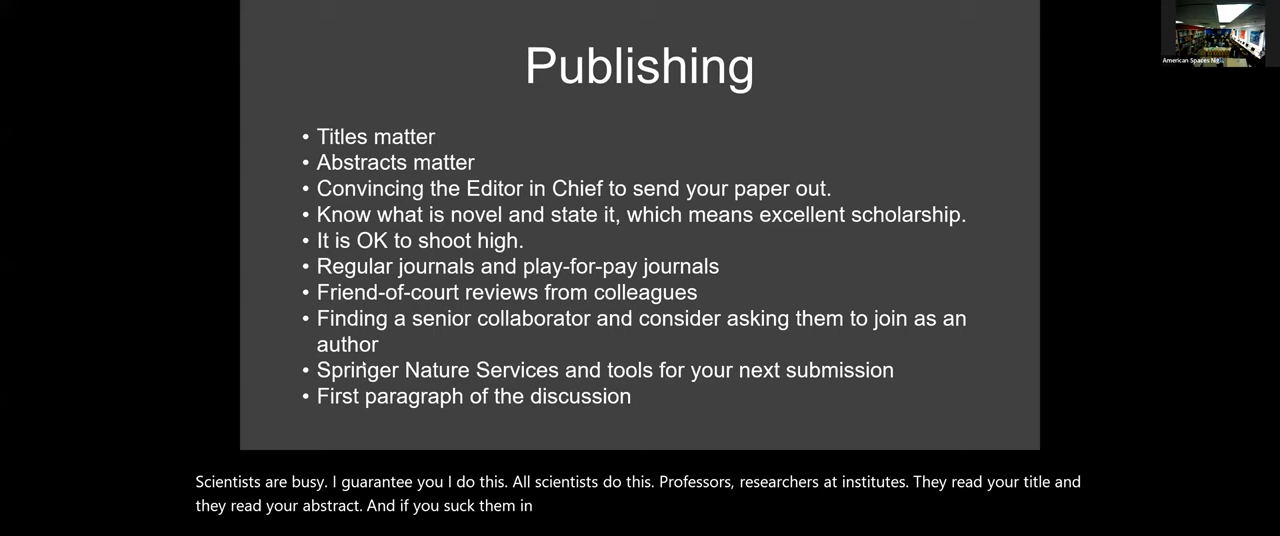 Publishing
American Spaces Nig...
• Titles matter
• Abstracts matter
• Convincing the Editor in Chief to send your paper out.
• Know what is novel and state it, which means excellent scholarship.
• It is OK to shoot high.
• Regular journals and play-for-pay journals
• Friend-of-court reviews from colleagues
• Finding a senior collaborator and consider asking them to join as an
author
• Springer Nature Services and tools for your next submission
• First paragraph of the discussion
Scientists are busy. I guarantee you I do this. All scientists do this. Professors, researchers at institutes. They read your title and
they read your abstract. And if you suck them in